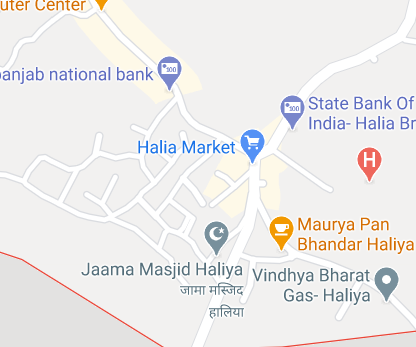 uter Center
panjab national bank
State Bank Of
India- Halia Br
Halia Market
H
Maurya Pan
Bhandar Haliya
Jaama Masjid Haliya
जामा मस्जिद
हालिया
Vindhya Bharat
Gas- Haliya